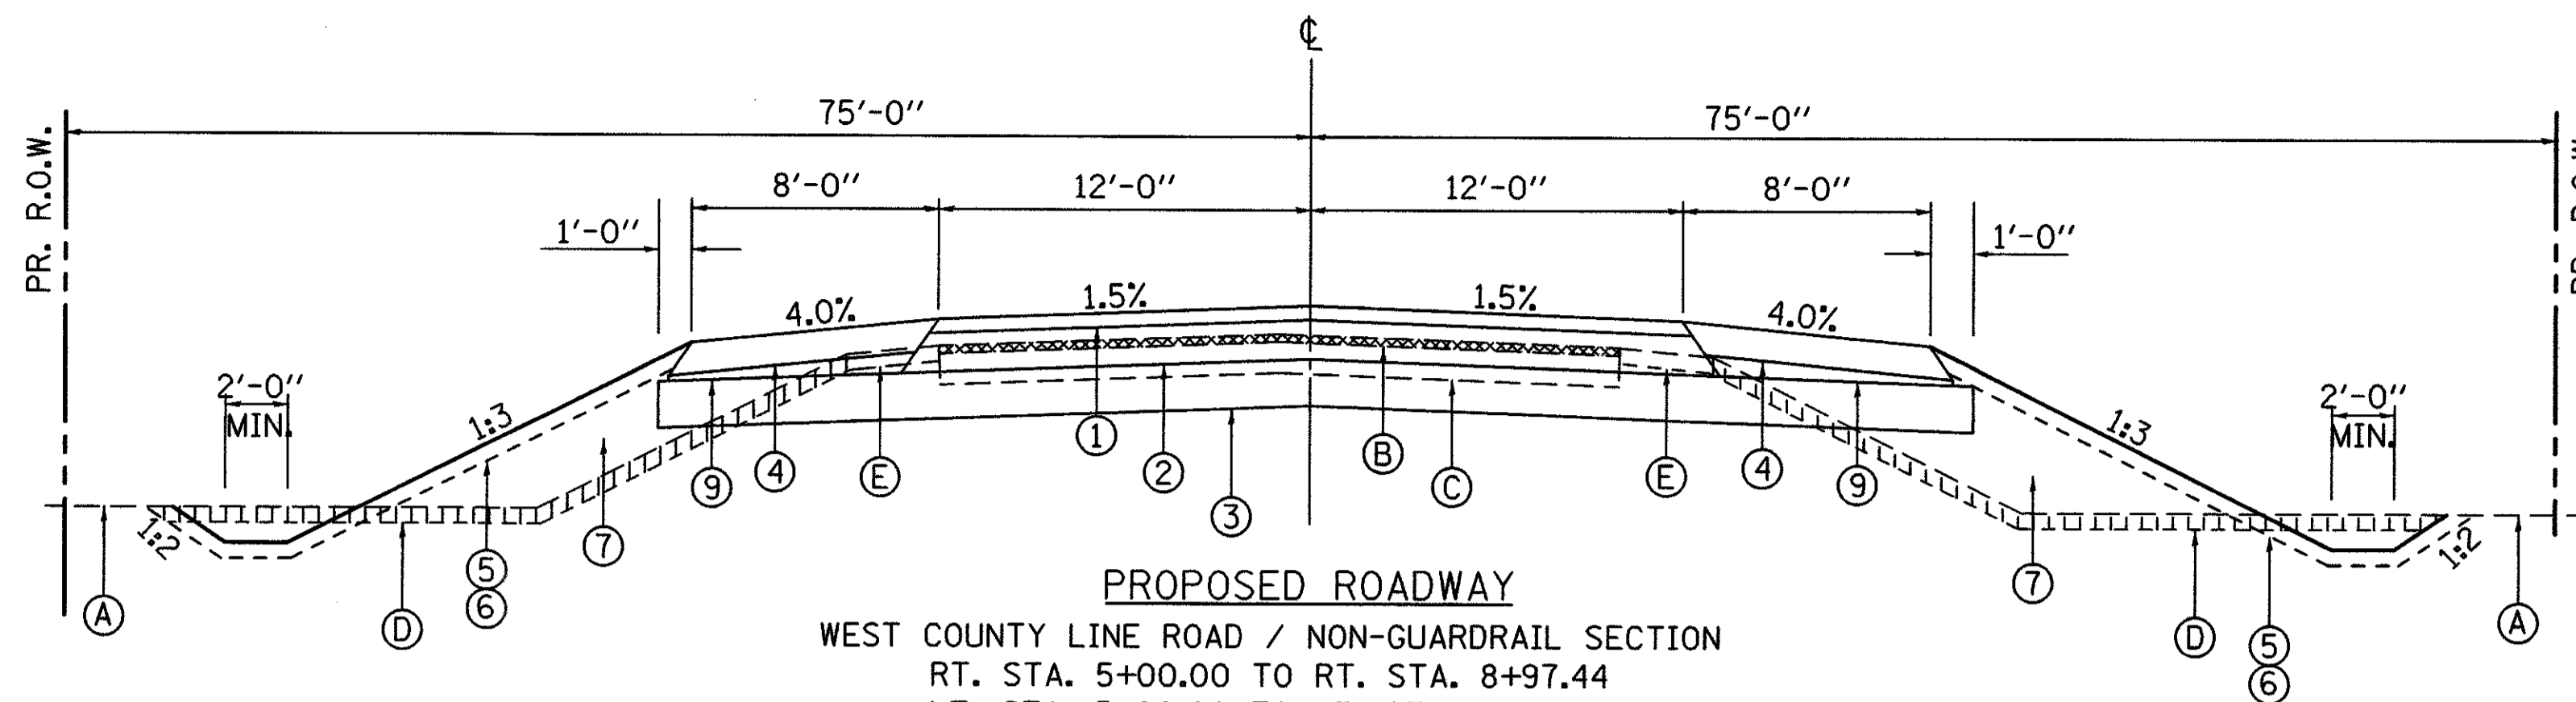 ℄
75'-0" 75'-0"
PR. R.O.W.
8'-0" 12'-0" 12'-0" 8'-0"
1'-0" 1'-0"
4.0% 1.5% 1.5% 4.0%
2'-0" MIN.
2'-0" MIN.
1:3 1:3
1:2 1:2
A D 5 6 7 9 4 E 1 2 3 B C E 4 9 7 D 5 6 A
PROPOSED ROADWAY
WEST COUNTY LINE ROAD / NON-GUARDRAIL SECTION
RT. STA. 5+00.00 TO RT. STA. 8+97.44